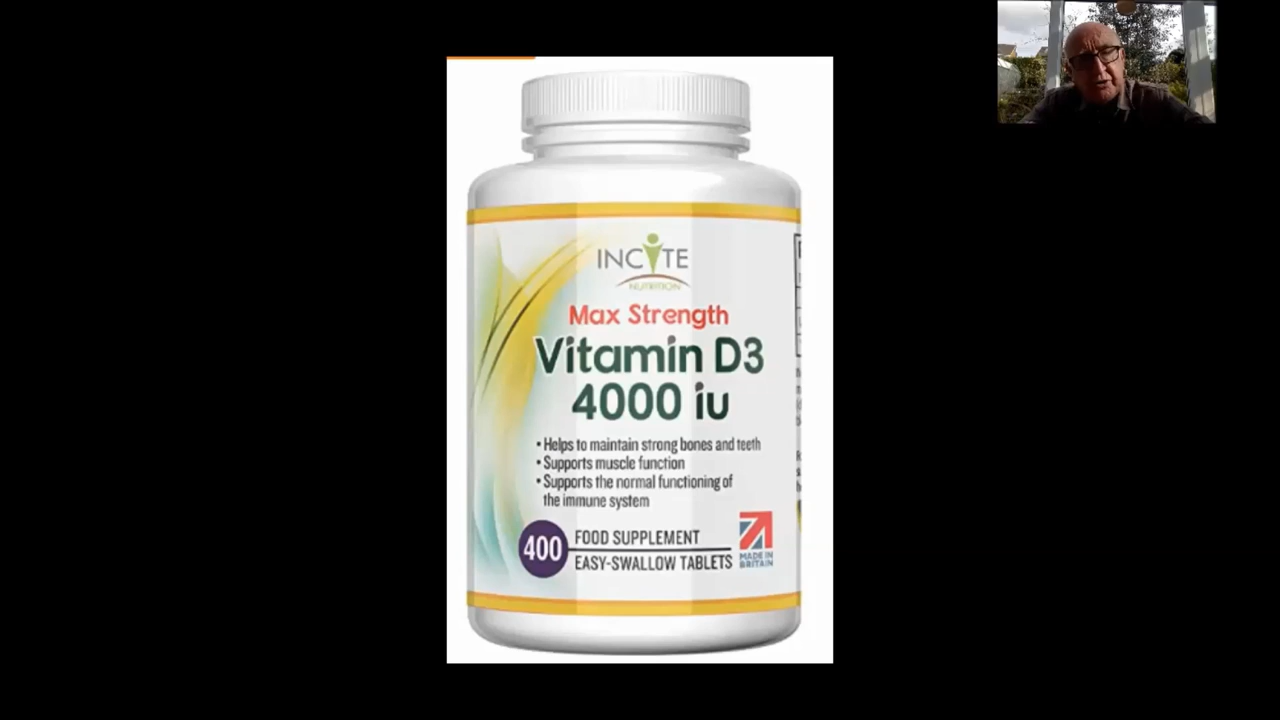 INCITE
NUTRITION
Max Strength
Vitamin D3
4000 iu
• Helps to maintain strong bones and teeth
• Supports muscle function
• Supports the normal functioning of
the immune system
400
FOOD SUPPLEMENT
EASY-SWALLOW TABLETS
MADE IN
BRITAIN